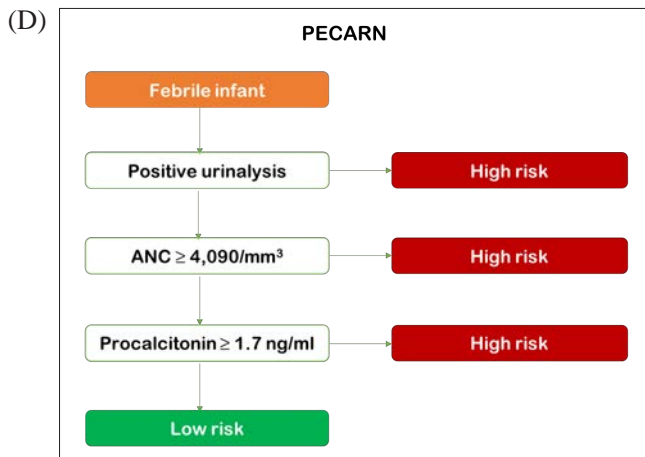 (D)
PECARN
Febrile infant
Positive urinalysis
High risk
ANC ≥ 4,090/mm³
High risk
Procalcitonin ≥ 1.7 ng/ml
High risk
Low risk